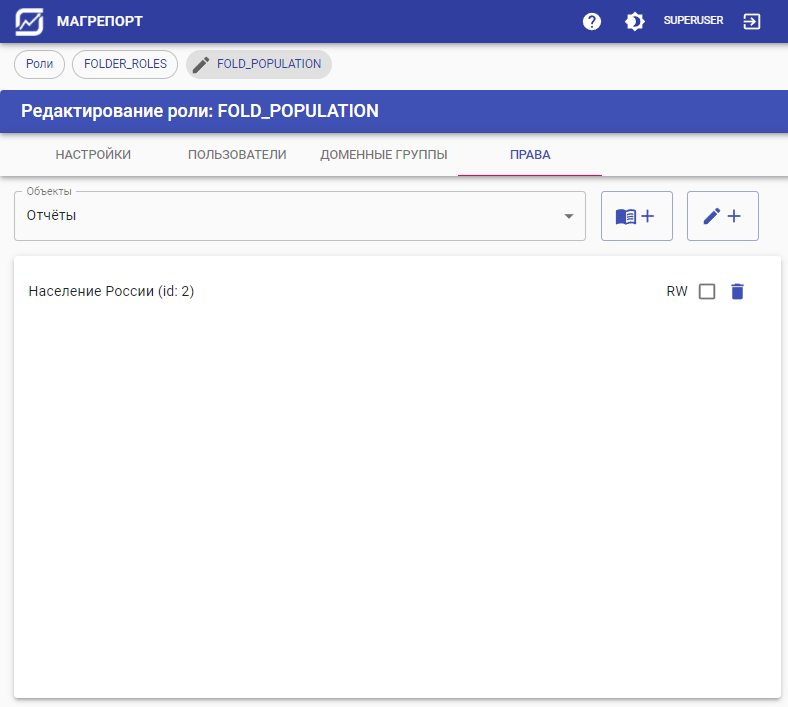 МАГРЕПОРТ
SUPERUSER
Роли
FOLDER_ROLES
FOLD_POPULATION
Редактирование роли: FOLD_POPULATION
НАСТРОЙКИ
ПОЛЬЗОВАТЕЛИ
ДОМЕННЫЕ ГРУППЫ
ПРАВА
Объекты
Отчёты
Население России (id: 2)
RW